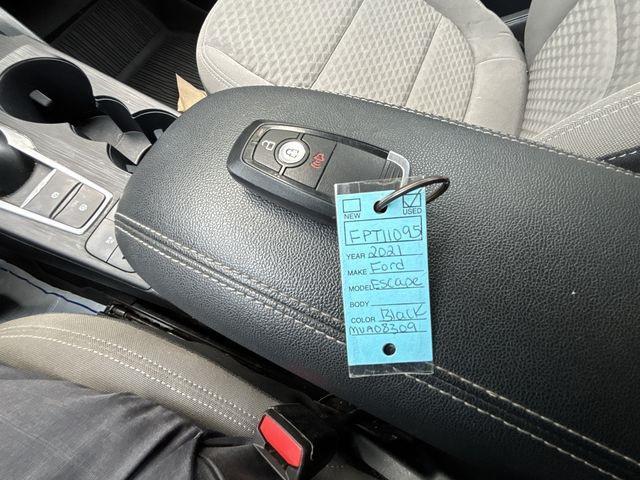 NEW USED
FPT11095
YEAR 2021
MAKE Ford
MODEL Escape
BODY
COLOR Black
MUA08309